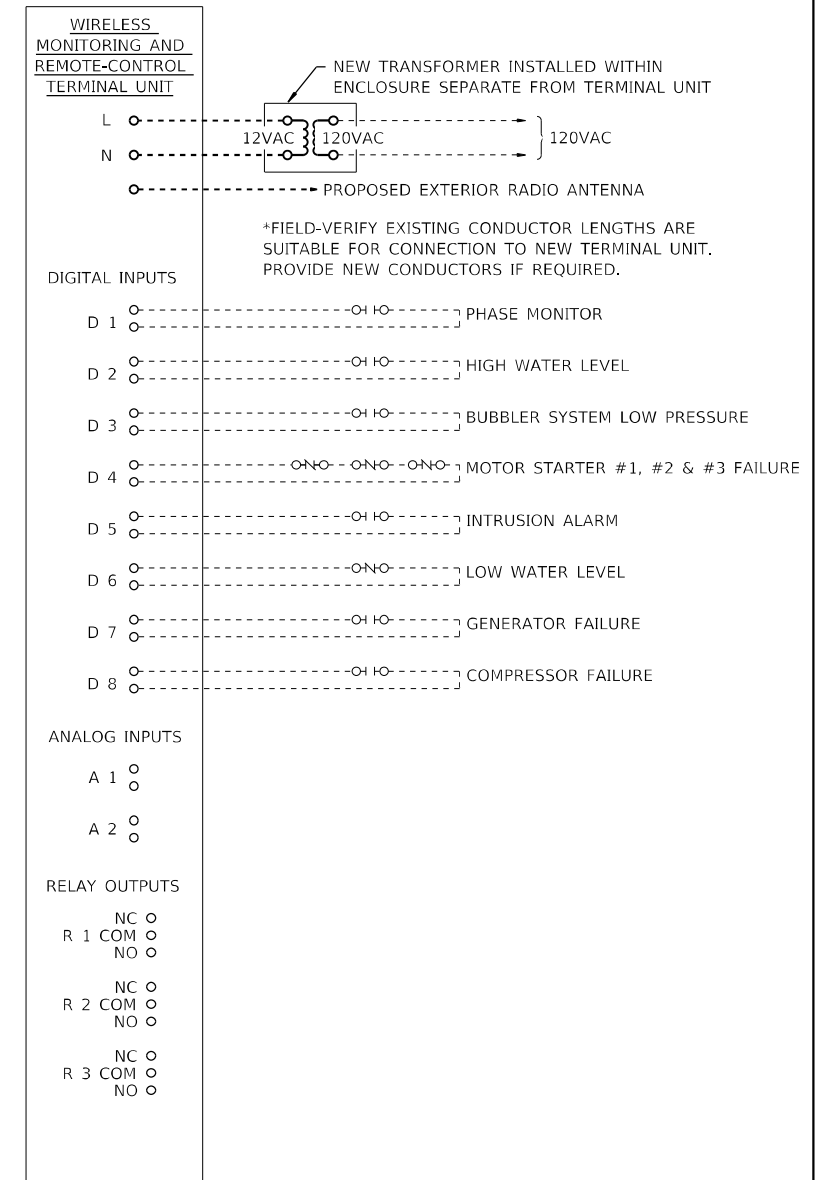 WIRELESS
MONITORING AND
REMOTE-CONTROL
TERMINAL UNIT
NEW TRANSFORMER INSTALLED WITHIN
ENCLOSURE SEPARATE FROM TERMINAL UNIT
L
12VAC 120VAC
120VAC
N
PROPOSED EXTERIOR RADIO ANTENNA
*FIELD-VERIFY EXISTING CONDUCTOR LENGTHS ARE
SUITABLE FOR CONNECTION TO NEW TERMINAL UNIT.
PROVIDE NEW CONDUCTORS IF REQUIRED.
DIGITAL INPUTS
D 1 PHASE MONITOR
D 2 HIGH WATER LEVEL
D 3 BUBBLER SYSTEM LOW PRESSURE
D 4 MOTOR STARTER #1, #2 & #3 FAILURE
D 5 INTRUSION ALARM
D 6 LOW WATER LEVEL
D 7 GENERATOR FAILURE
D 8 COMPRESSOR FAILURE
ANALOG INPUTS
A 1
A 2
RELAY OUTPUTS
NC
R 1 COM
NO
NC
R 2 COM
NO
NC
R 3 COM
NO